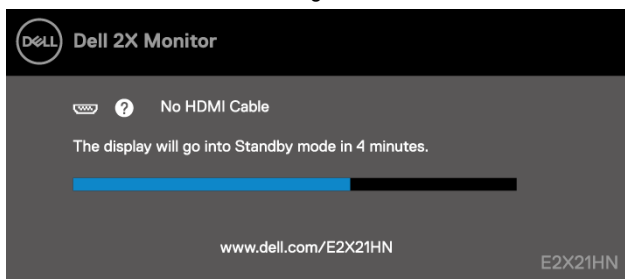 DELL Dell 2X Monitor
? No HDMI Cable
The display will go into Standby mode in 4 minutes.
www.dell.com/E2X21HN
E2X21HN